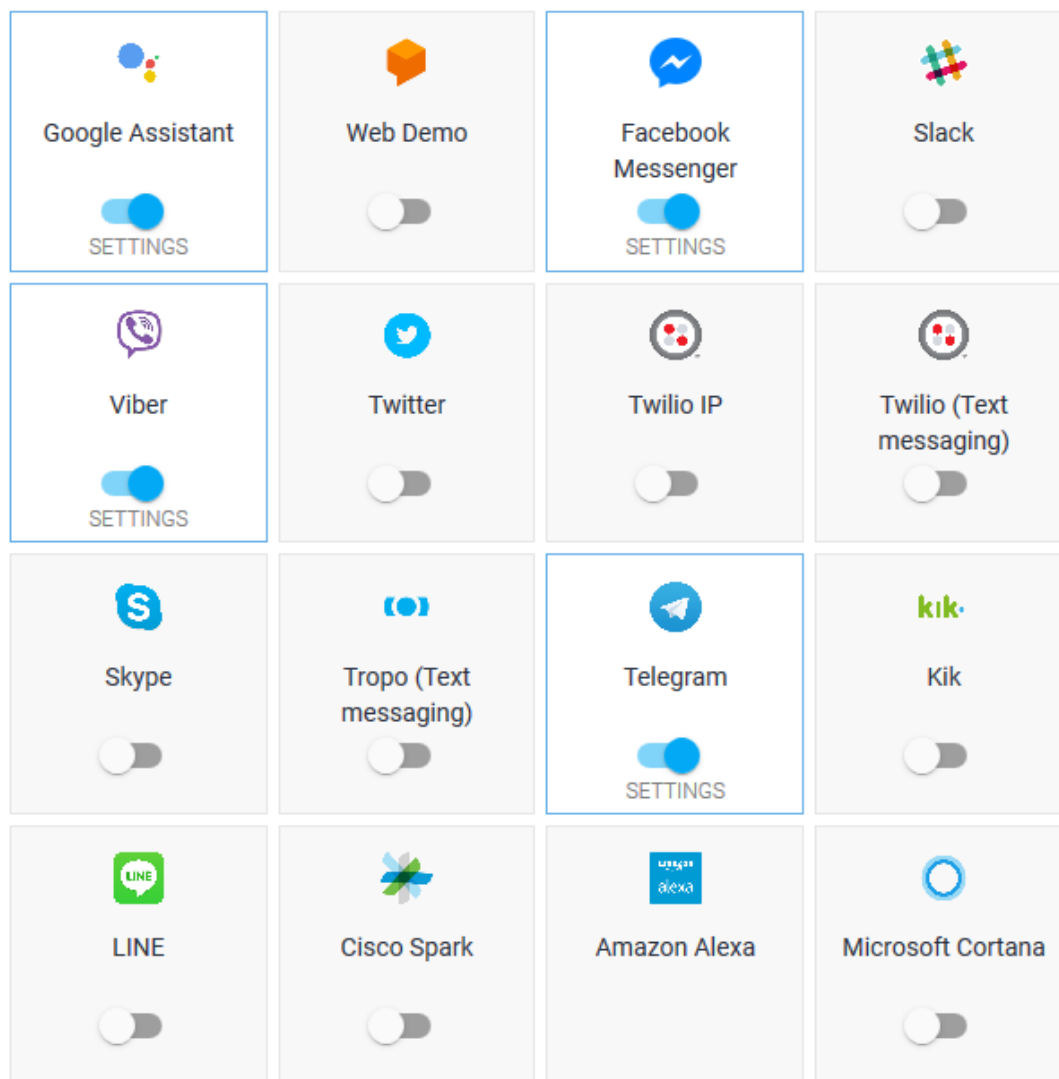 Google Assistant
Web Demo
Facebook
Messenger
Slack
SETTINGS
SETTINGS
Viber
Twitter
Twilio IP
Twilio (Text
messaging)
SETTINGS
S
Skype
Tropo (Text
messaging)
Telegram
kik.
Kik
SETTINGS
LINE
LINE
Cisco Spark
amazon
alexa
Amazon Alexa
Microsoft Cortana